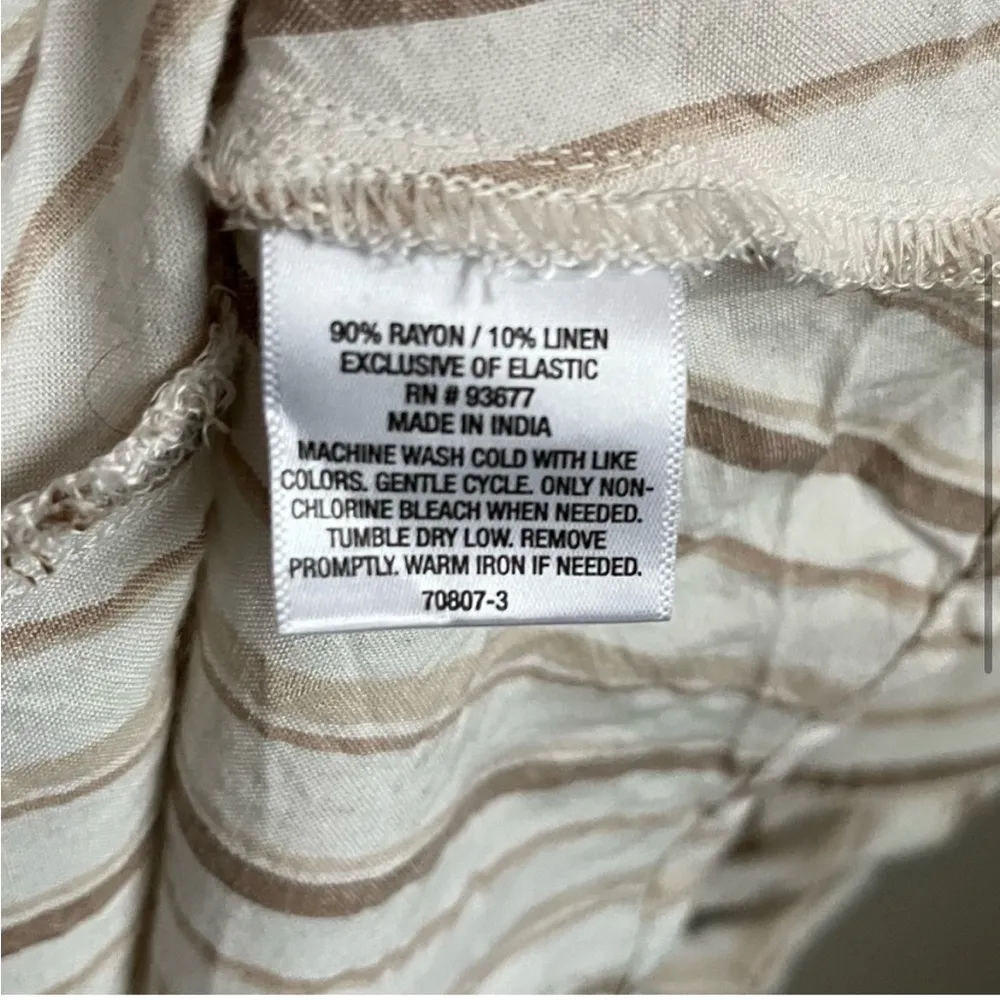 90% RAYON / 10% LINEN
EXCLUSIVE OF ELASTIC
RN # 93677
MADE IN INDIA
MACHINE WASH COLD WITH LIKE
COLORS. GENTLE CYCLE. ONLY NON-
CHLORINE BLEACH WHEN NEEDED.
TUMBLE DRY LOW. REMOVE
PROMPTLY. WARM IRON IF NEEDED.
70807-3